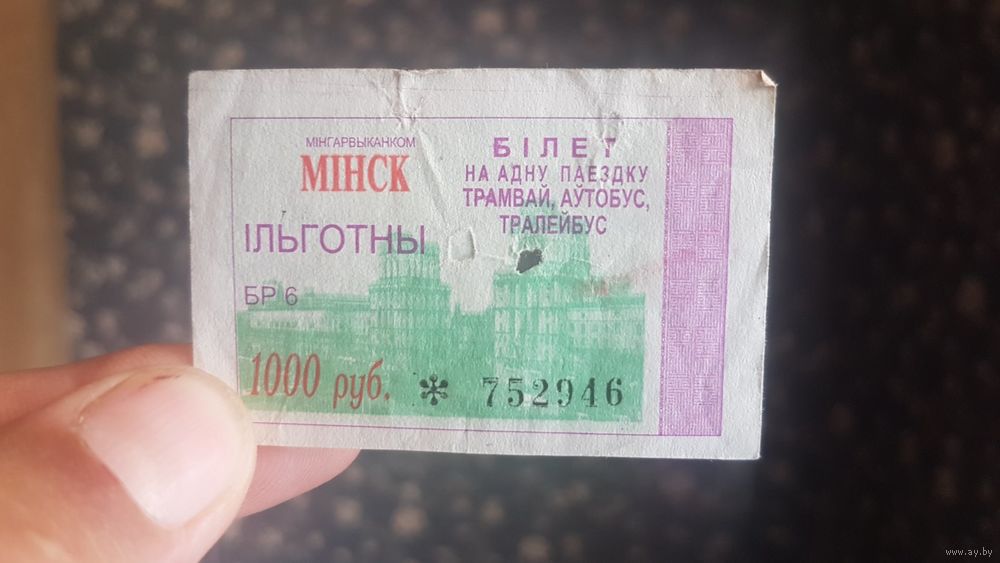 МІНГАРВЫКАНКОМ
МІНСК
ІЛЬГОТНЫ
БР 6
1000 руб.
БІЛЕТ
НА АДНУ ПАЕЗДКУ
ТРАМВАЙ, АЎТОБУС,
ТРАЛЕЙБУС
* 752946
www.ay.by